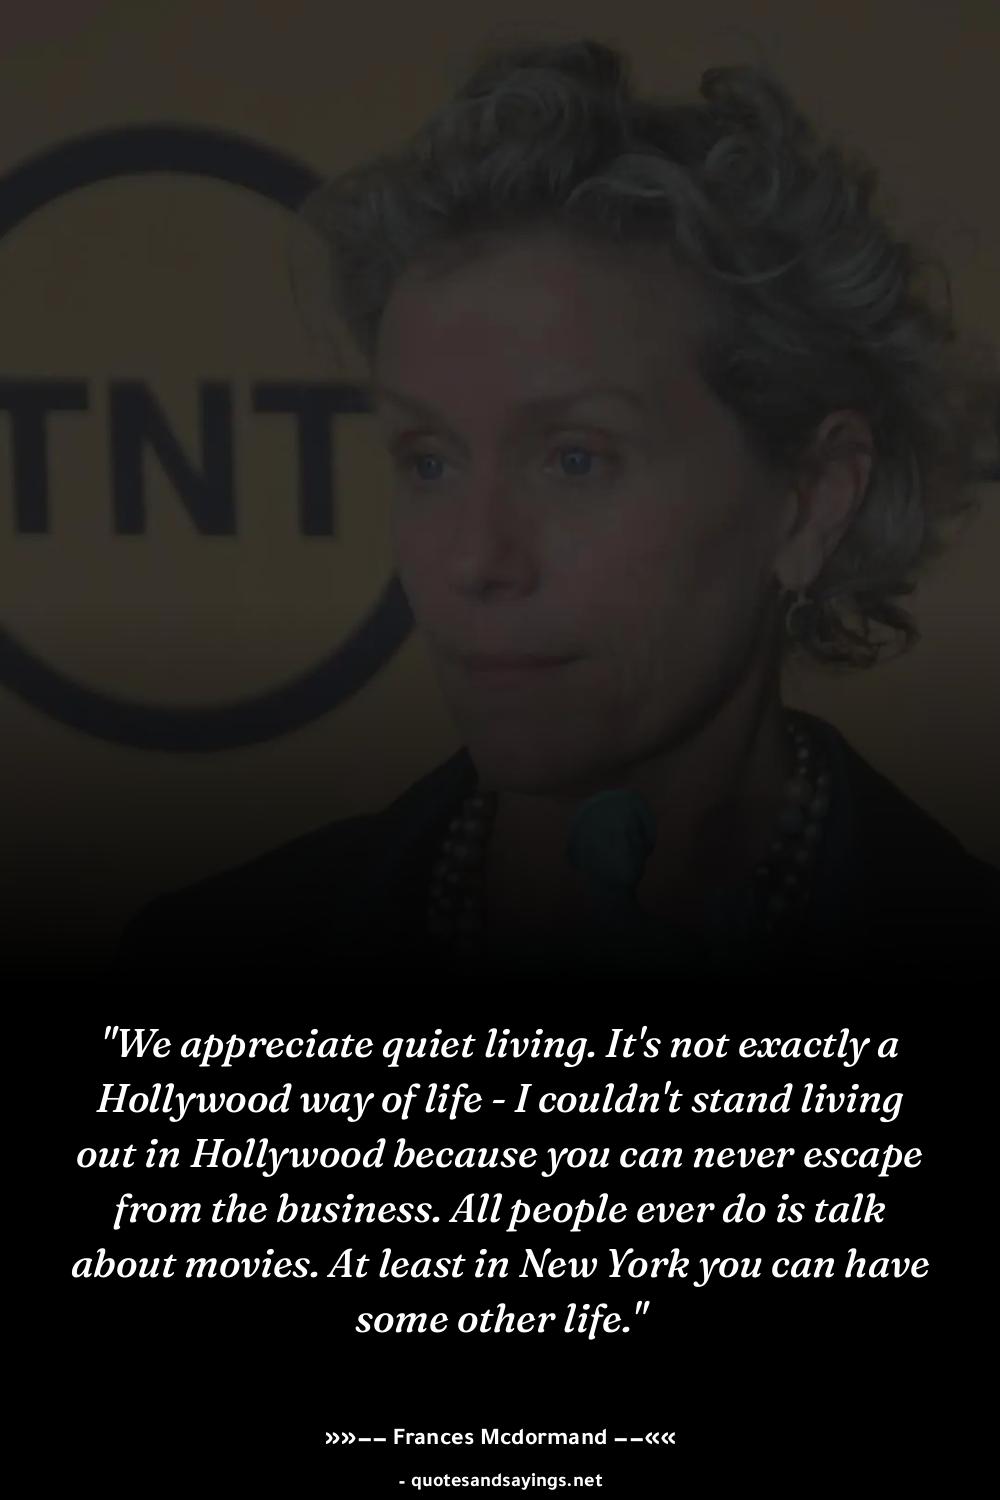 TNT
"We appreciate quiet living. It's not exactly a
Hollywood way of life - I couldn't stand living
out in Hollywood because you can never escape
from the business. All people ever do is talk
about movies. At least in New York you can have
some other life."
»»−− Frances Mcdormand −−««
- quotesandsayings.net